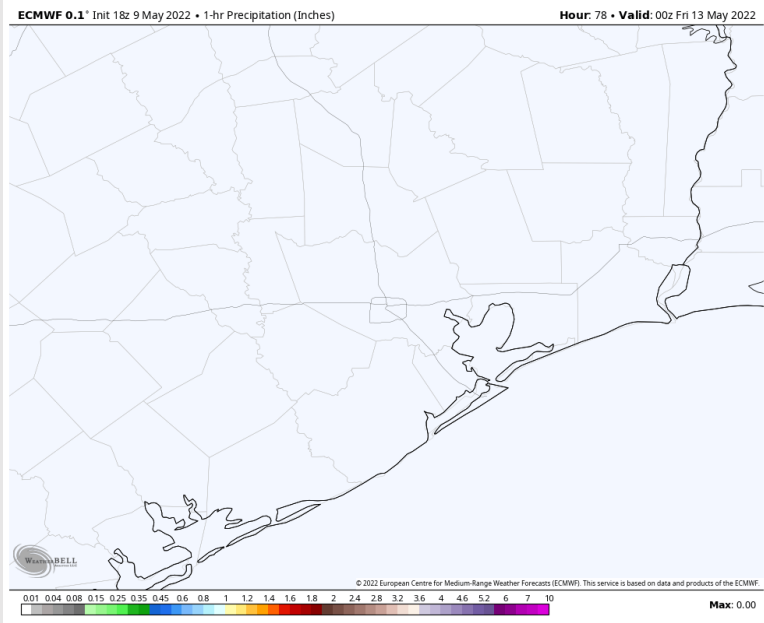 ECMWF 0.1° Init 18z 9 May 2022 • 1-hr Precipitation (Inches)
Hour: 78 • Valid: 00z Fri 13 May 2022
WEATHERBELL
© 2022 European Centre for Medium-Range Weather Forecasts (ECMWF). This service is based on data and products of the ECMWF.
0.01 0.04 0.08 0.15 0.25 0.35 0.45 0.6 0.8 1 1.2 1.4 1.6 1.8 2 2.4 2.8 3.2 3.6 4 4.6 5.2 6 7 10
Max: 0.00